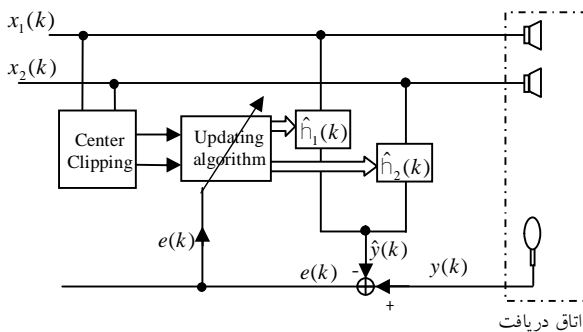 x₁(k)
x₂(k)
Center
Clipping
Updating
algorithm
ĥ₁(k)
ĥ₂(k)
e(k)
ŷ(k)
-
e(k)
y(k)
+
اتاق دریافت